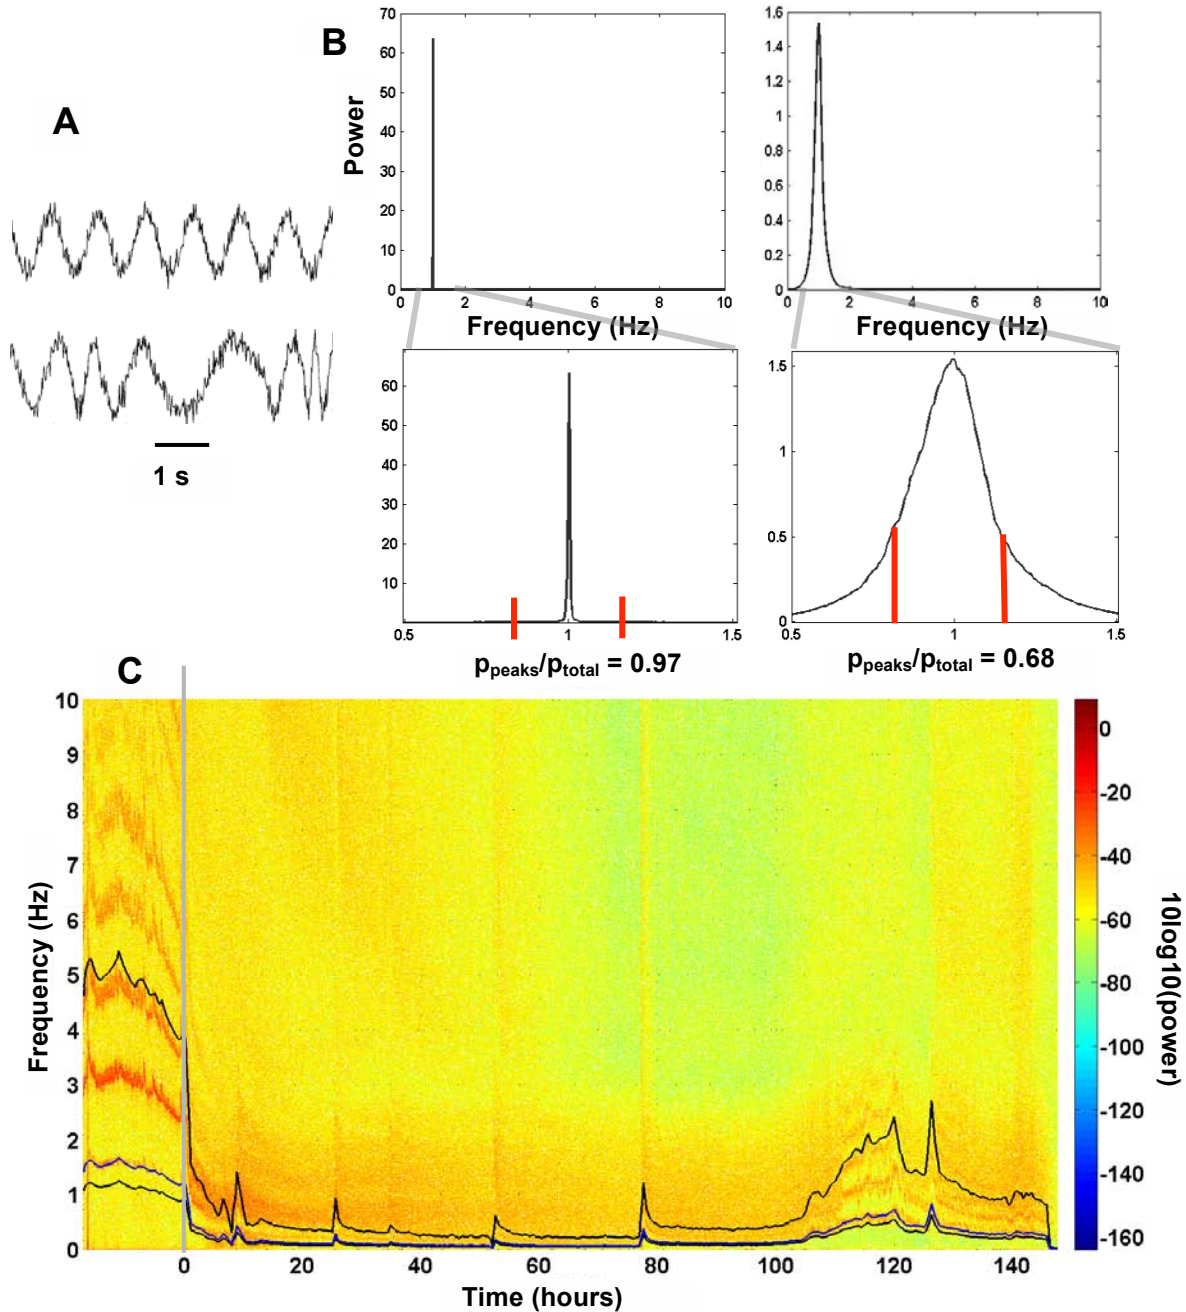 A
1 s
B
70
60
50
40
30
20
10
0
0 2 4 6 8 10
Power
Frequency (Hz)
1.6
1.4
1.2
1
0.8
0.6
0.4
0.2
0
0 2 4 6 8 10
Frequency (Hz)
60
50
40
30
20
10
0.5 1 1.5
p_peaks/p_total = 0.97
1.5
1
0.5
0
0.5 1 1.5
p_peaks/p_total = 0.68
C
10
9
8
7
6
5
4
3
2
1
0
Frequency (Hz)
0 20 40 60 80 100 120 140
Time (hours)
0
-20
-40
-60
-80
-100
-120
-140
-160
10log10(power)